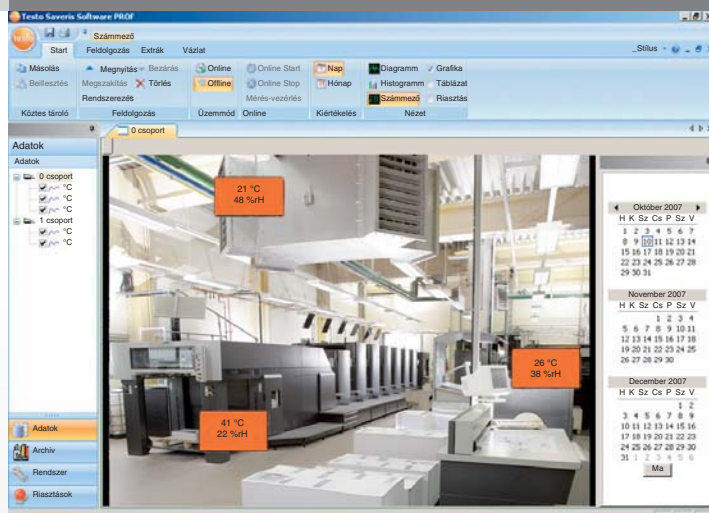 Testo Saveris Software PROF
testo
Számmező
Start Feldolgozás Extrák Vázlat _Stílus
Másolás Megnyitás Bezárás Online Online Start Nap Diagramm Grafika
Beillesztés Megszakítás Törlés Offline Online Stop Hónap Histogramm Táblázat
Rendszerezés Mérés-vezérlés Számmező Riasztás
Köztes tároló Feldolgozás Üzemmód Online Kiértékelés Nézet
0 csoport
Adatok
Adatok
0 csoport
°C
°C
°C
1 csoport
°C
°C
Adatok
Archiv
Rendszer
Riasztások
21 °C
48 %rH
26 °C
38 %rH
41 °C
22 %rH
Október 2007
H K Sz Cs P Sz V
1 2 3 4 5 6 7
8 9 10 11 12 13 14
15 16 17 18 19 20 21
22 23 24 25 26 27 28
29 30 31
November 2007
H K Sz Cs P Sz V
1 2 3 4
5 6 7 8 9 10 11
12 13 14 15 16 17 18
19 20 21 22 23 24 25
26 27 28 29 30
December 2007
H K Sz Cs P Sz V
1 2
3 4 5 6 7 8 9
10 11 12 13 14 15 16
17 18 19 20 21 22 23
24 25 26 27 28 29 30
31 1 2 3 4 5 6
Ma